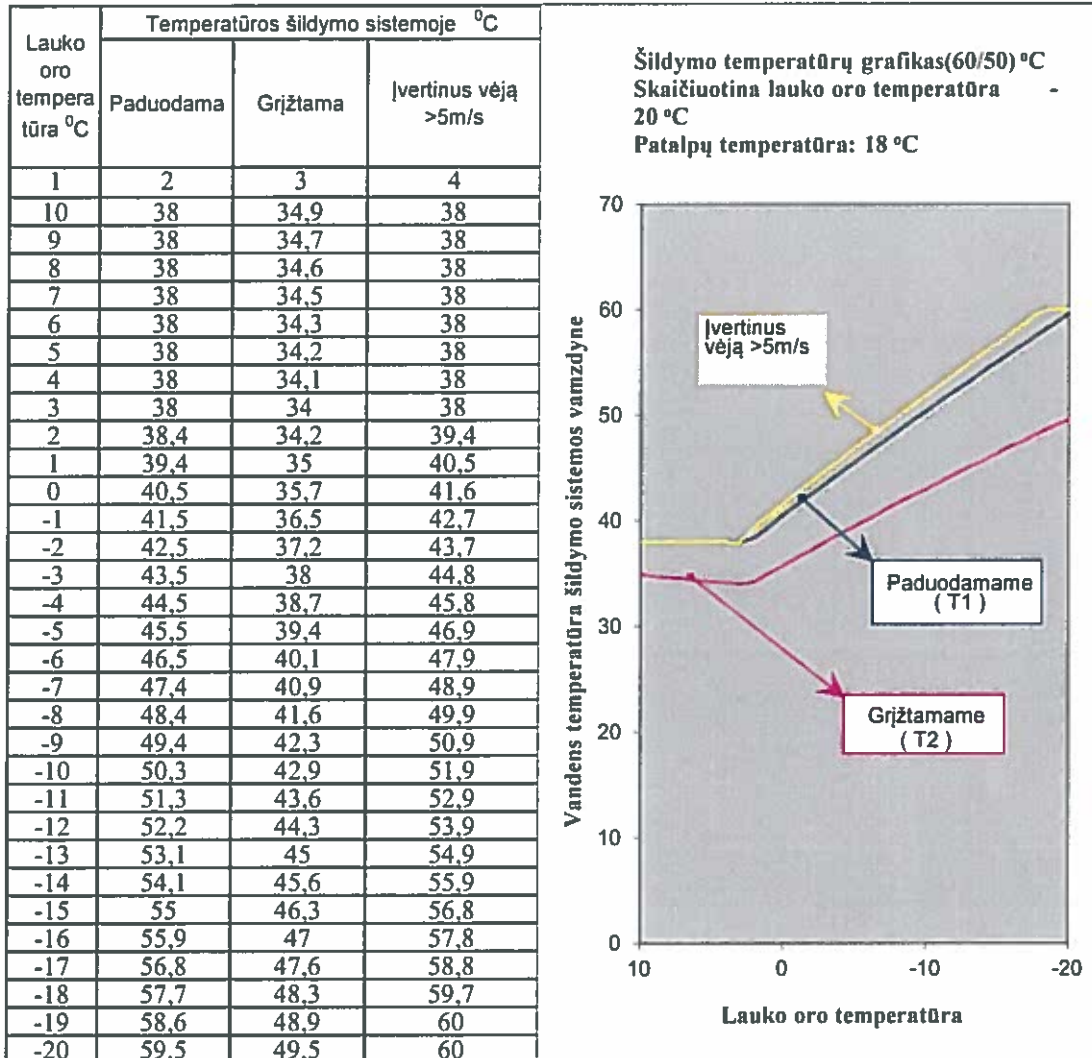 Lauko oro tempera tūra ⁰C
Temperatūros šildymo sistemoje ⁰C
Paduodama Grįžtama Įvertinus vėją >5m/s
1 2 3 4
10 38 34,9 38
9 38 34,7 38
8 38 34,6 38
7 38 34,5 38
6 38 34,3 38
5 38 34,2 38
4 38 34,1 38
3 38 34 38
2 38,4 34,2 39,4
1 39,4 35 40,5
0 40,5 35,7 41,6
-1 41,5 36,5 42,7
-2 42,5 37,2 43,7
-3 43,5 38 44,8
-4 44,5 38,7 45,8
-5 45,5 39,4 46,9
-6 46,5 40,1 47,9
-7 47,4 40,9 48,9
-8 48,4 41,6 49,9
-9 49,4 42,3 50,9
-10 50,3 42,9 51,9
-11 51,3 43,6 52,9
-12 52,2 44,3 53,9
-13 53,1 45 54,9
-14 54,1 45,6 55,9
-15 55 46,3 56,8
-16 55,9 47 57,8
-17 56,8 47,6 58,8
-18 57,7 48,3 59,7
-19 58,6 48,9 60
-20 59,5 49,5 60
Šildymo temperatūrų grafikas(60/50) ºC
Skaičiuotina lauko oro temperatūra -
20 ºC
Patalpų temperatūra: 18 ºC
Vandens temperatūra šildymo sistemos vamzdyne
70
60
50
40
30
20
10
0
Įvertinus
vėją >5m/s
Paduodamame
( T1 )
Grįžtamame
( T2 )
10 0 -10 -20
Lauko oro temperatūra